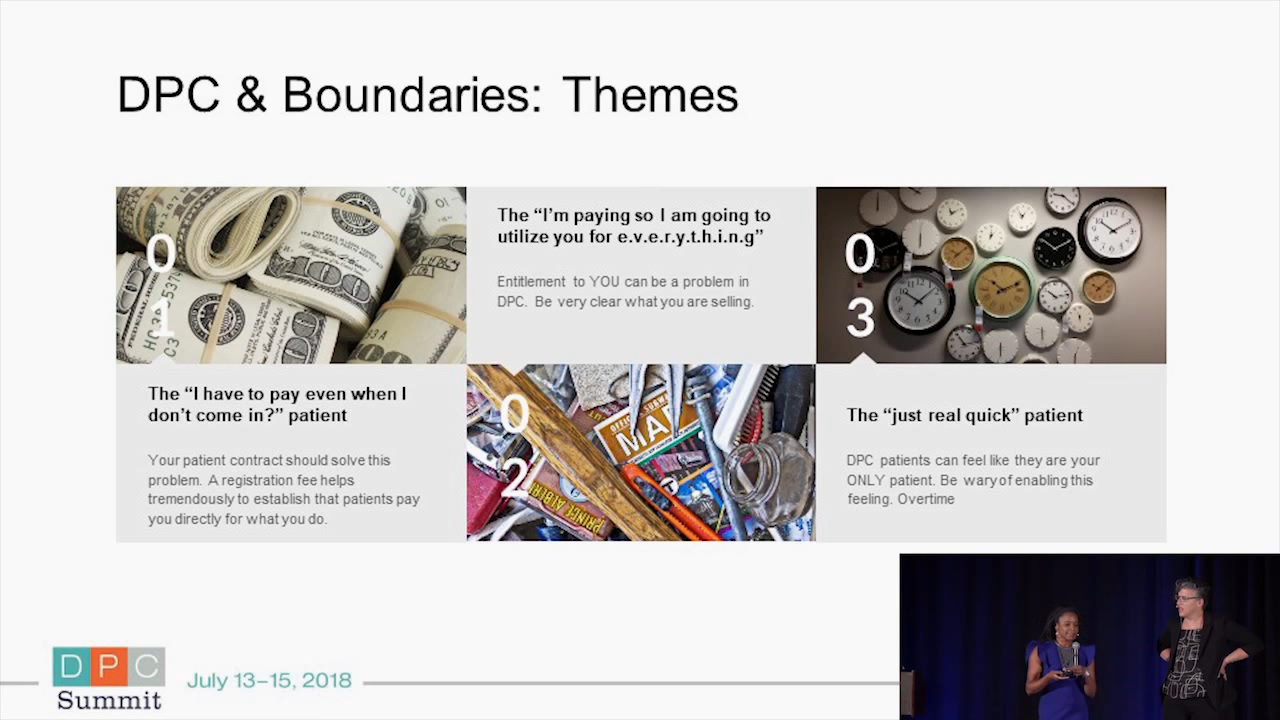 DPC & Boundaries: Themes
01
The “I have to pay even when I
don’t come in?” patient
Your patient contract should solve this
problem. A registration fee helps
tremendously to establish that patients pay
you directly for what you do.
The “I’m paying so I am going to
utilize you for e.v.e.r.y.t.h.i.n.g”
Entitlement to YOU can be a problem in
DPC. Be very clear what you are selling.
02
MAP
PRINCE ALBERT
03
The “just real quick” patient
DPC patients can feel like they are your
ONLY patient. Be wary of enabling this
feeling. Overtime
100
DPC
Summit
July 13–15, 2018